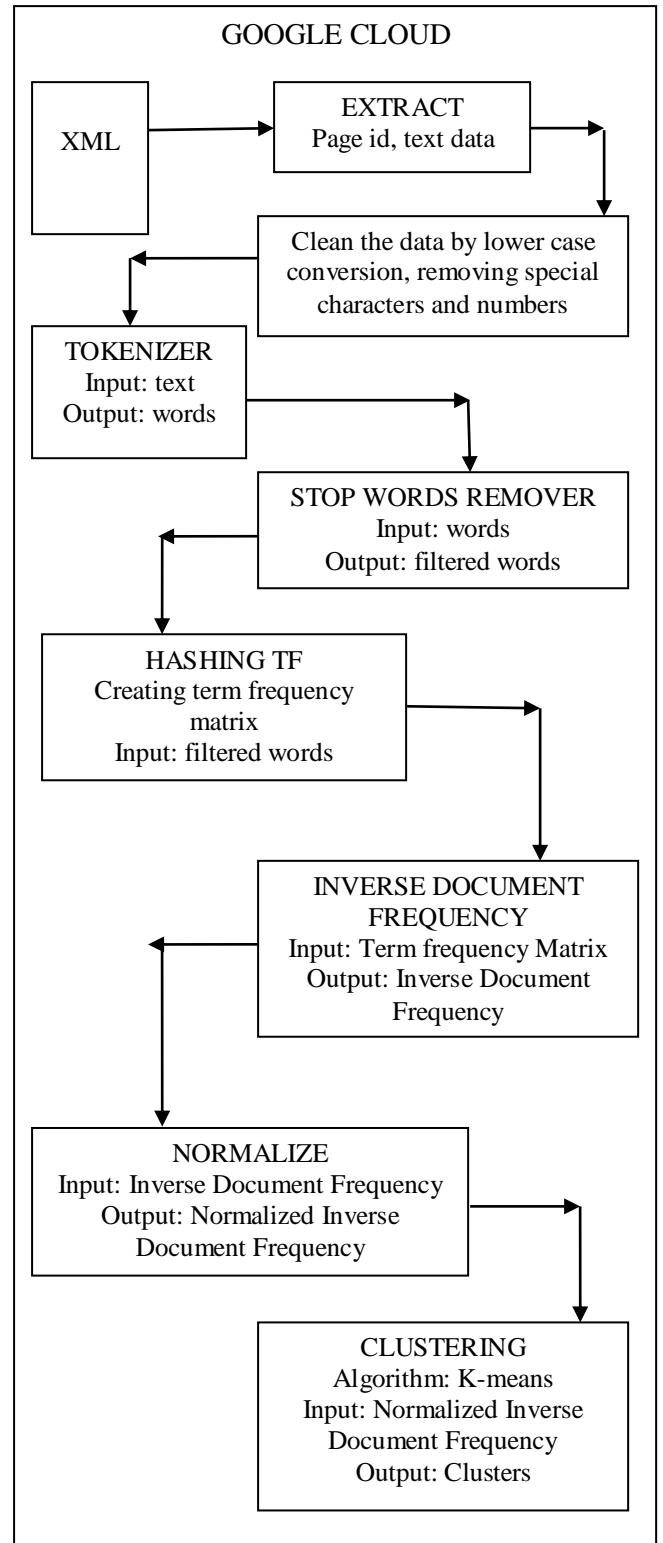 GOOGLE CLOUD
XML
EXTRACT
Page id, text data
Clean the data by lower case
conversion, removing special
characters and numbers
TOKENIZER
Input: text
Output: words
STOP WORDS REMOVER
Input: words
Output: filtered words
HASHING TF
Creating term frequency
matrix
Input: filtered words
INVERSE DOCUMENT
FREQUENCY
Input: Term frequency Matrix
Output: Inverse Document
Frequency
NORMALIZE
Input: Inverse Document Frequency
Output: Normalized Inverse
Document Frequency
CLUSTERING
Algorithm: K-means
Input: Normalized Inverse
Document Frequency
Output: Clusters